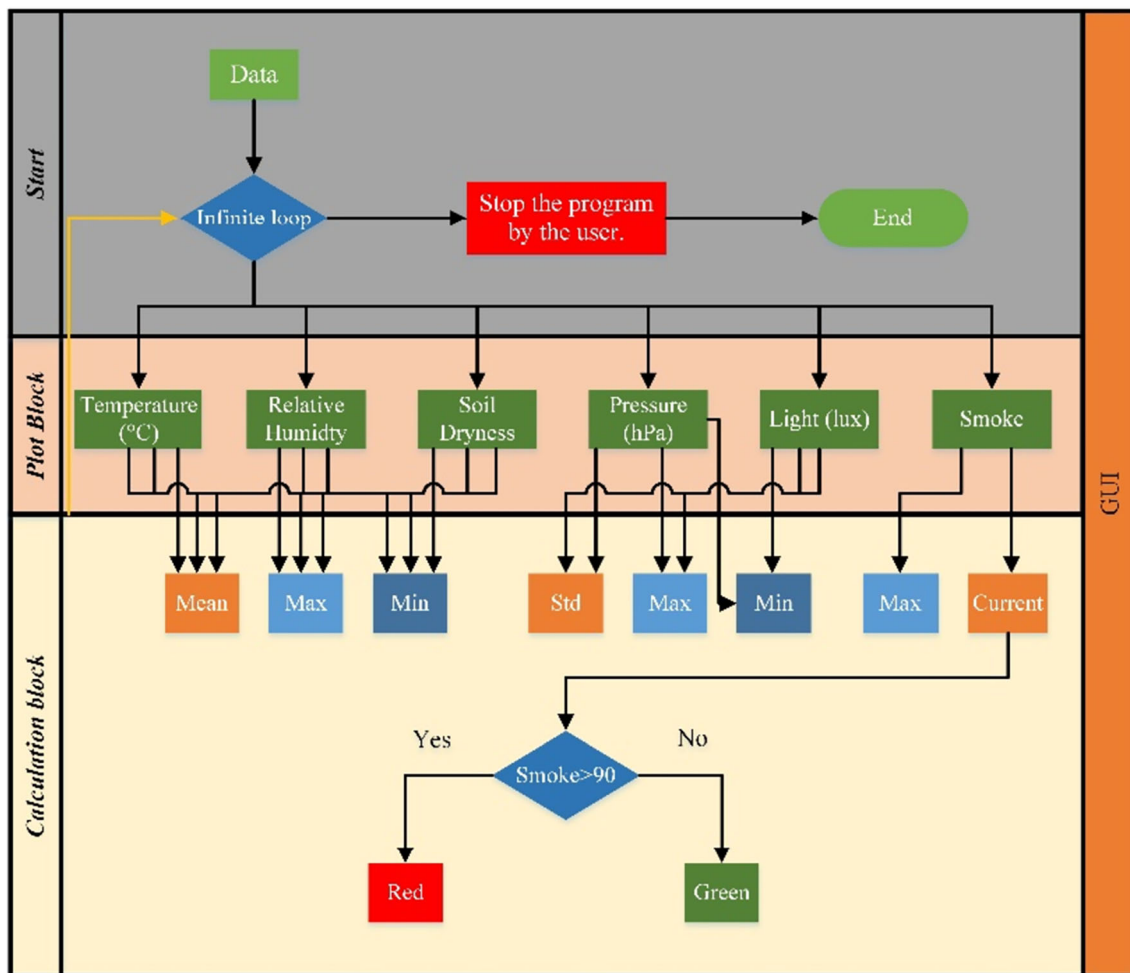 Start
Data
Infinite loop
Stop the program
by the user.
End
Plot Block
Temperature
(°C)
Relative
Humidty
Soil
Dryness
Pressure
(hPa)
Light (lux)
Smoke
GUI
Calculation block
Mean
Max
Min
Std
Max
Min
Max
Current
Yes
No
Smoke>90
Red
Green